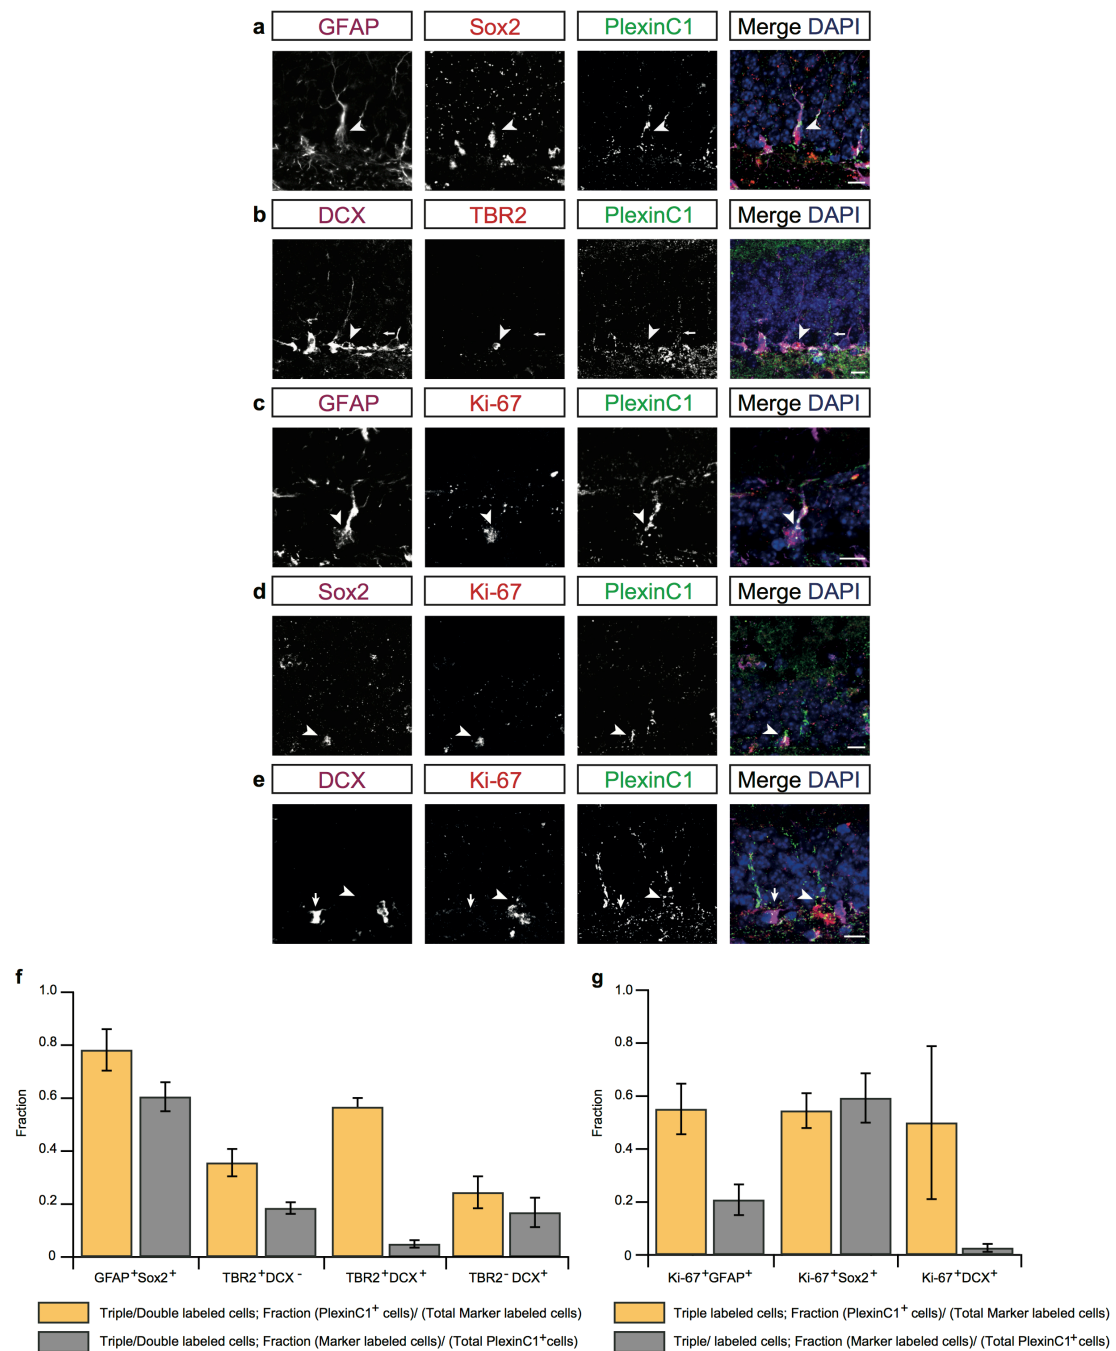 a GFAP Sox2 PlexinC1 Merge DAPI
b DCX TBR2 PlexinC1 Merge DAPI
c GFAP Ki-67 PlexinC1 Merge DAPI
d Sox2 Ki-67 PlexinC1 Merge DAPI
e DCX Ki-67 PlexinC1 Merge DAPI
f
1.0
0.8
0.6
0.4
0.2
0
Fraction
GFAP⁺Sox2⁺ TBR2⁺DCX⁻ TBR2⁺DCX⁺ TBR2⁻DCX⁺
Triple/Double labeled cells; Fraction (PlexinC1⁺ cells)/ (Total Marker labeled cells)
Triple/Double labeled cells; Fraction (Marker labeled cells)/ (Total PlexinC1⁺cells)
g
1.0
0.8
0.6
0.4
0.2
0
Fraction
Ki-67⁺GFAP⁺ Ki-67⁺Sox2⁺ Ki-67⁺DCX⁺
Triple labeled cells; Fraction (PlexinC1⁺ cells)/ (Total Marker labeled cells)
Triple/ labeled cells; Fraction (Marker labeled cells)/ (Total PlexinC1⁺cells)